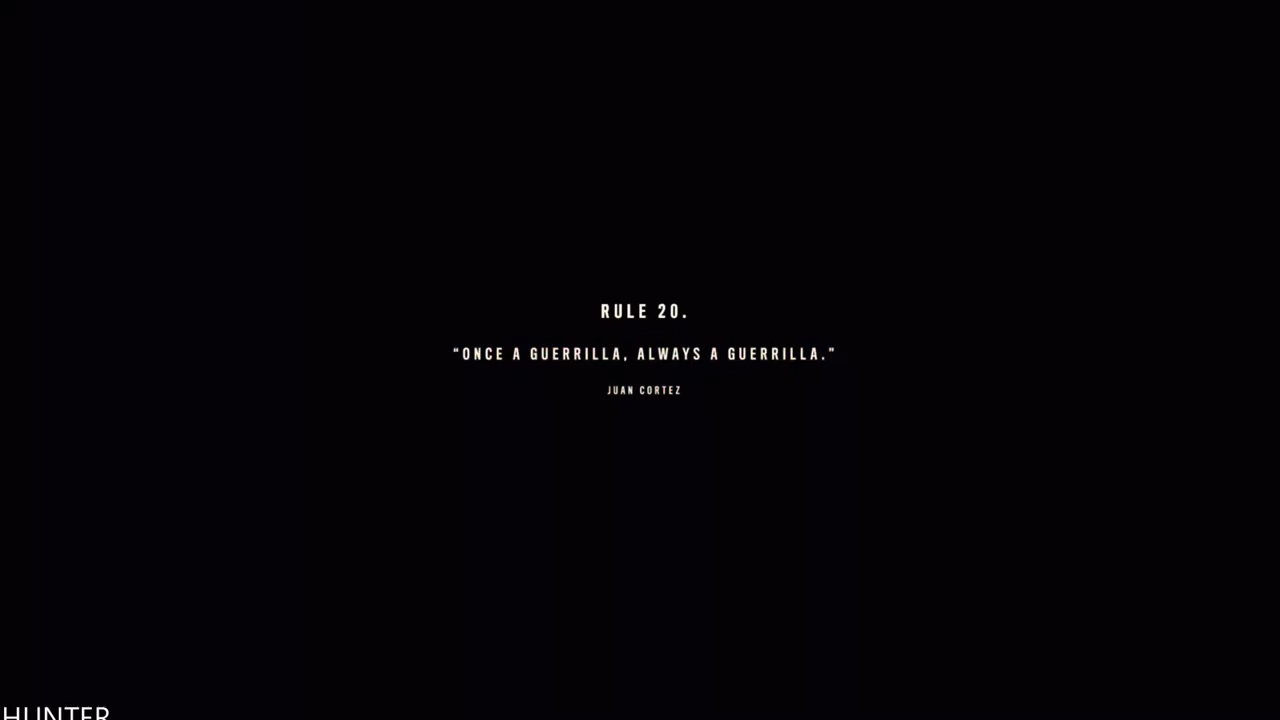 RULE 20.
“ONCE A GUERRILLA, ALWAYS A GUERRILLA.”
JUAN CORTEZ
HUNTER